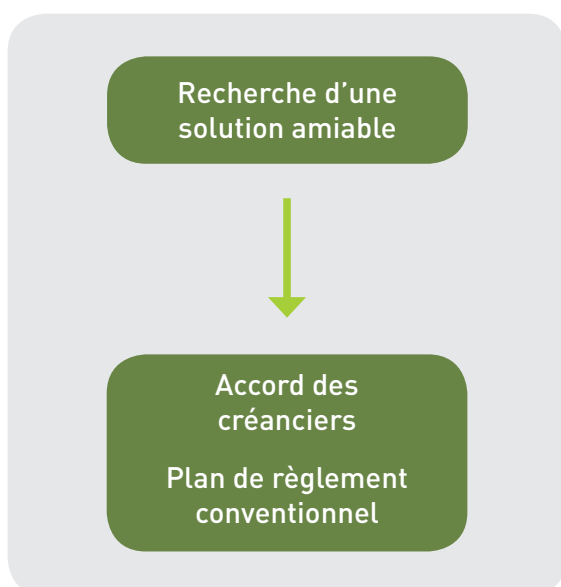 Recherche d’une
solution amiable
Accord des
créanciers
Plan de règlement
conventionnel